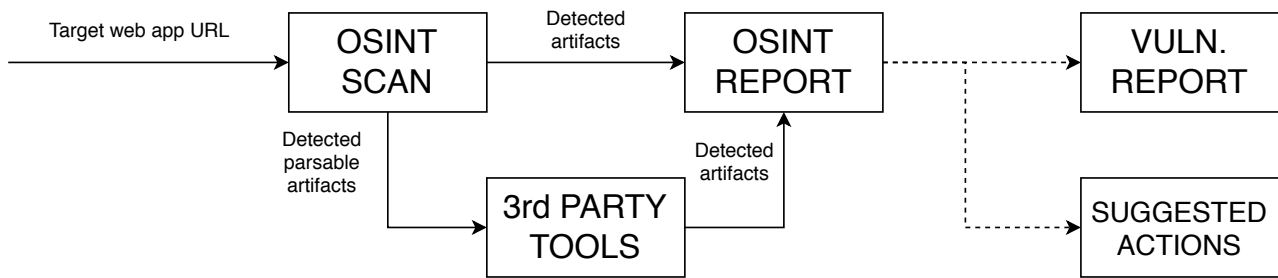 Target web app URL
OSINT
SCAN
Detected
artifacts
OSINT
REPORT
VULN.
REPORT
Detected
parsable
artifacts
3rd PARTY
TOOLS
Detected
artifacts
SUGGESTED
ACTIONS